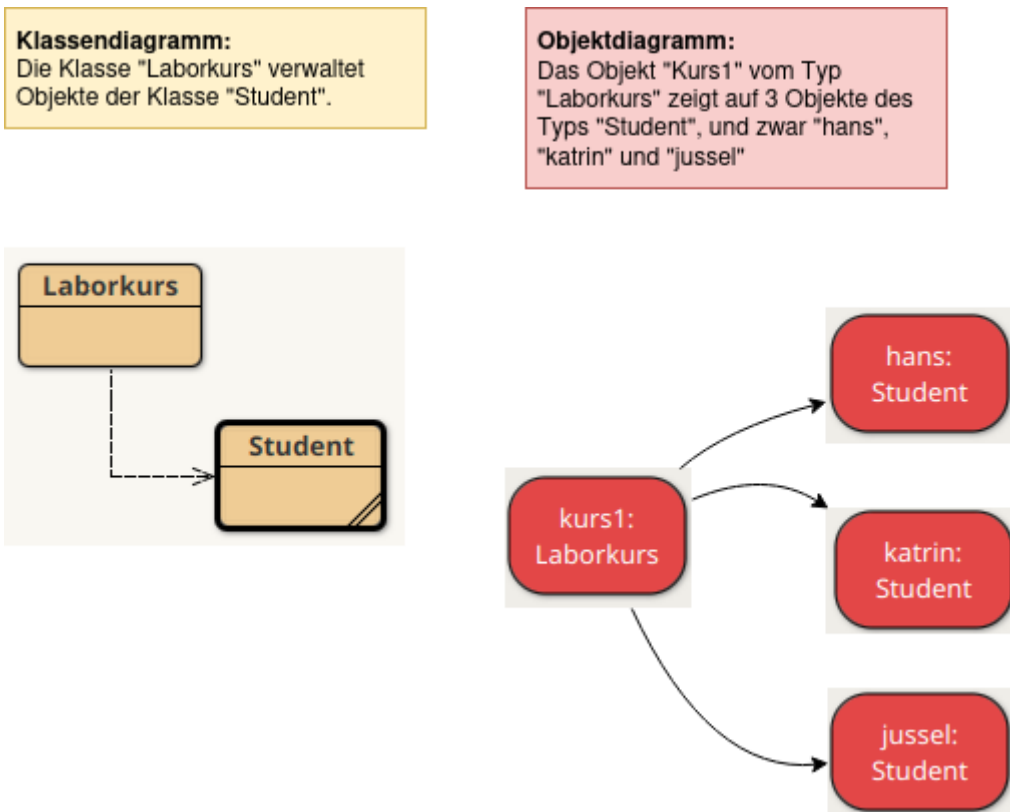 Klassendiagramm:
Die Klasse "Laborkurs" verwaltet
Objekte der Klasse "Student".
Objektdiagramm:
Das Objekt "Kurs1" vom Typ
"Laborkurs" zeigt auf 3 Objekte des
Typs "Student", und zwar "hans",
"katrin" und "jussel"
Laborkurs
Student
kurs1:
Laborkurs
hans:
Student
katrin:
Student
jussel:
Student